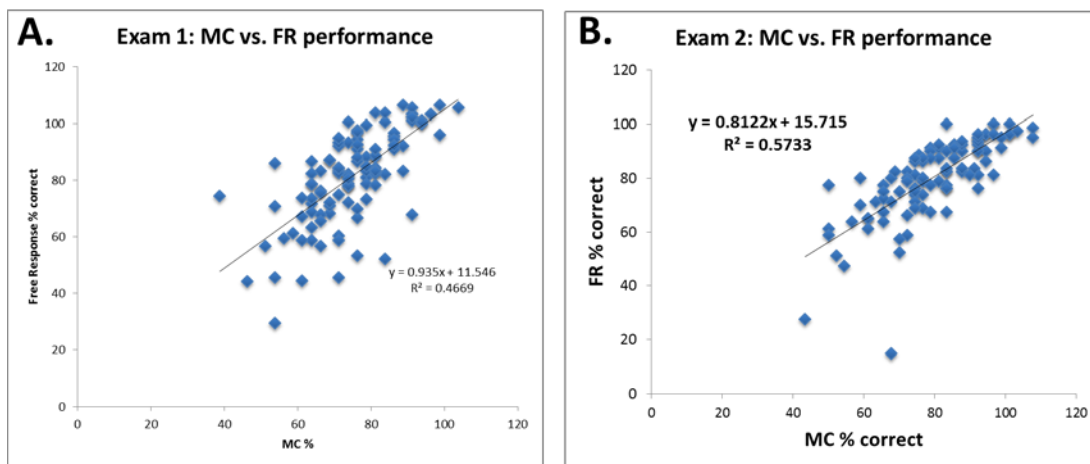 A.
Exam 1: MC vs. FR performance
Free Response % correct
120
100
80
60
40
20
0
y = 0.935x + 11.546
R² = 0.4669
0 20 40 60 80 100 120
MC %
B.
Exam 2: MC vs. FR performance
FR % correct
120
100
80
60
40
20
0
y = 0.8122x + 15.715
R² = 0.5733
0 20 40 60 80 100 120
MC % correct